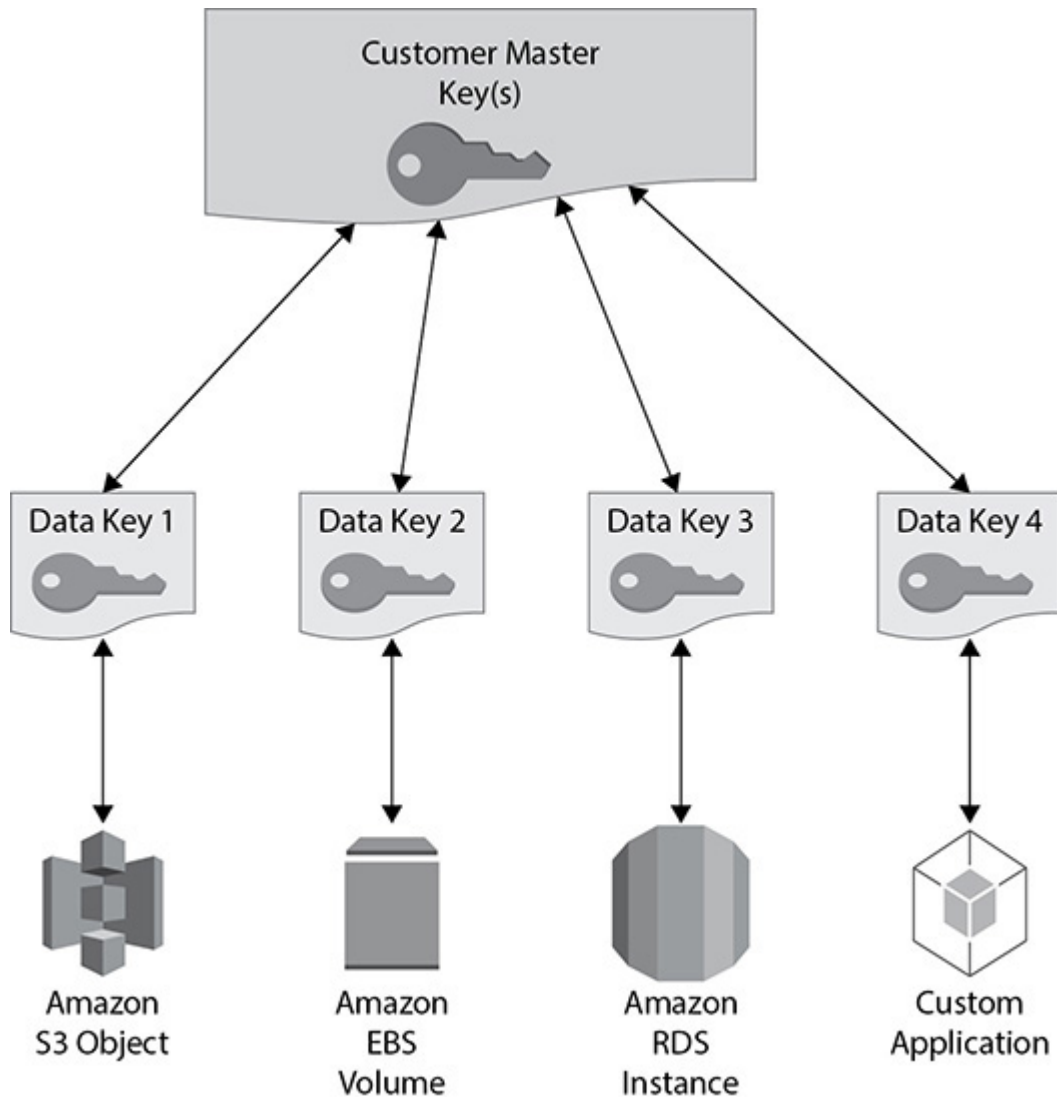 Customer Master
Key(s)
Data Key 1
Data Key 2
Data Key 3
Data Key 4
Amazon
S3 Object
Amazon
EBS
Volume
Amazon
RDS
Instance
Custom
Application